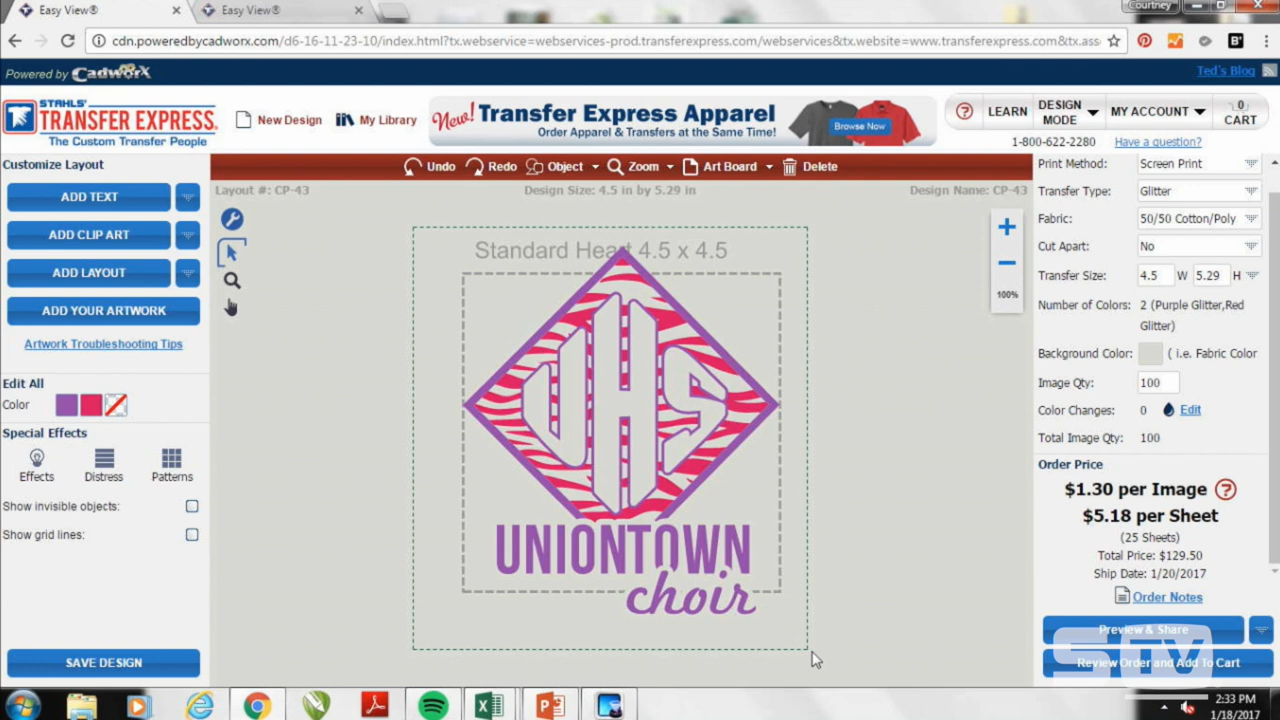 Easy View®
Easy View®
Courtney
cdn.poweredbycadworx.com/d6-16-11-23-10/index.html?tx.webservice=webservices-prod.transferexpress.com/webservices&tx.website=www.transferexpress.com&tx.ass
Powered by CadworX
Ted's Blog
STAHLS'
TRANSFER EXPRESS.
The Custom Transfer People
New Design
My Library
New! Transfer Express Apparel
Order Apparel & Transfers at the Same Time!
Browse Now
?
LEARN
DESIGN
MODE
MY ACCOUNT
0
CART
1-800-622-2280
Have a question?
Customize Layout
Undo
Redo
Object
Zoom
Art Board
Delete
ADD TEXT
ADD CLIP ART
ADD LAYOUT
ADD YOUR ARTWORK
Artwork Troubleshooting Tips
Edit All
Color
Special Effects
Effects
Distress
Patterns
Show invisible objects:
Show grid lines:
SAVE DESIGN
Layout #: CP-43
Design Size: 4.5 in by 5.29 in
Design Name: CP-43
Standard Heart 4.5 x 4.5
UHS
UNIONTOWN
choir
100%
Print Method: Screen Print
Transfer Type: Glitter
Fabric: 50/50 Cotton/Poly
Cut Apart: No
Transfer Size: 4.5 W 5.29 H
Number of Colors: 2 (Purple Glitter,Red
Glitter)
Background Color: ( i.e. Fabric Color
Image Qty: 100
Color Changes: 0 Edit
Total Image Qty: 100
Order Price
$1.30 per Image ?
$5.18 per Sheet
(25 Sheets)
Total Price: $129.50
Ship Date: 1/20/2017
Order Notes
Preview & Share
Review Order and Add To Cart
STV
2:33 PM
1/18/2017